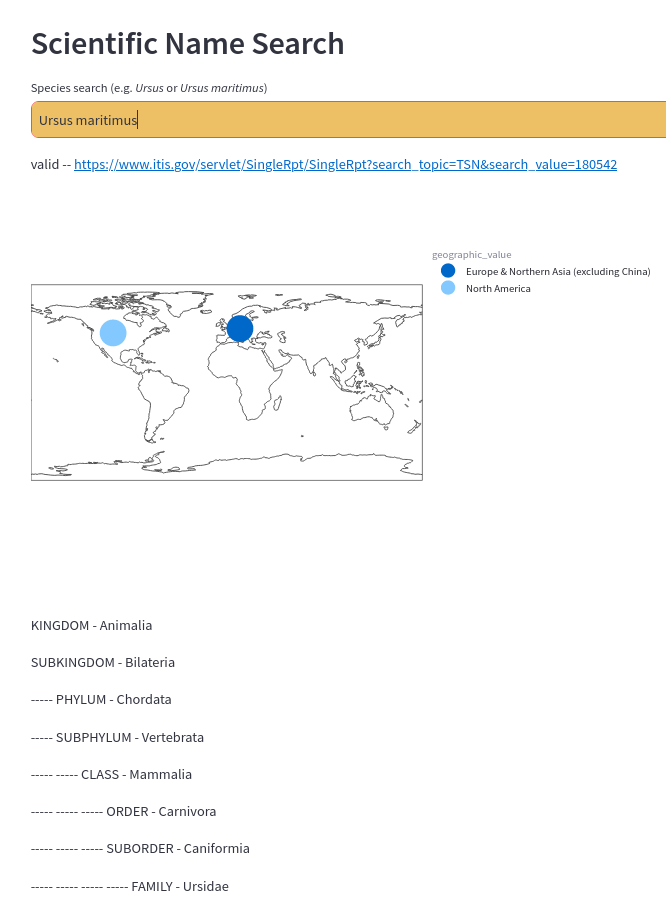 Scientific Name Search
Species search (e.g. Ursus or Ursus maritimus)
Ursus maritimus
valid -- https://www.itis.gov/servlet/SingleRpt/SingleRpt?search_topic=TSN&search_value=180542
geographic_value
Europe & Northern Asia (excluding China)
North America
KINGDOM - Animalia
SUBKINGDOM - Bilateria
----- PHYLUM - Chordata
----- SUBPHYLUM - Vertebrata
----- ----- CLASS - Mammalia
----- ----- ----- ORDER - Carnivora
----- ----- ----- SUBORDER - Caniformia
----- ----- ----- ----- FAMILY - Ursidae